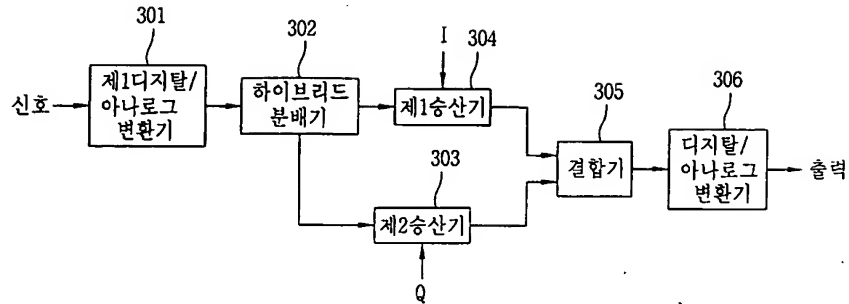 301
302
I
304
305
306
신호
제1디지탈/
아나로그
변환기
하이브리드
분배기
제1승산기
결합기
디지탈/
아나로그
변환기
출력
303
제2승산기
Q